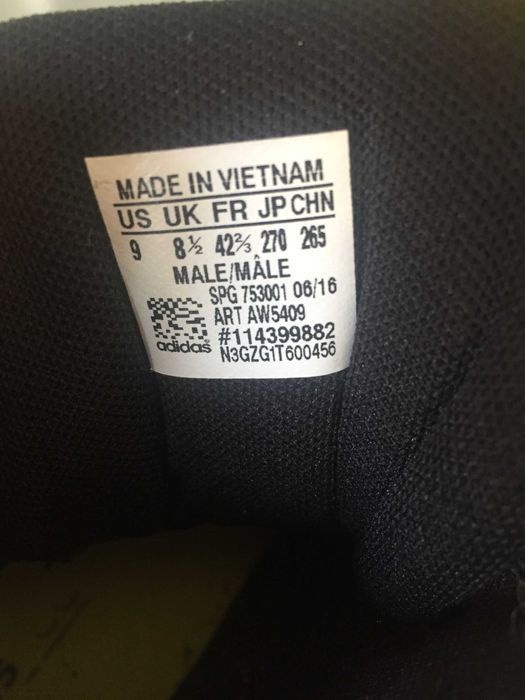 MADE IN VIETNAM
US UK FR JP CHN
9 8½ 42⅔ 270 265
MALE/MÂLE
SPG 753001 06/16
ART AW5409
#114399882
adidas N3GZG1T600456